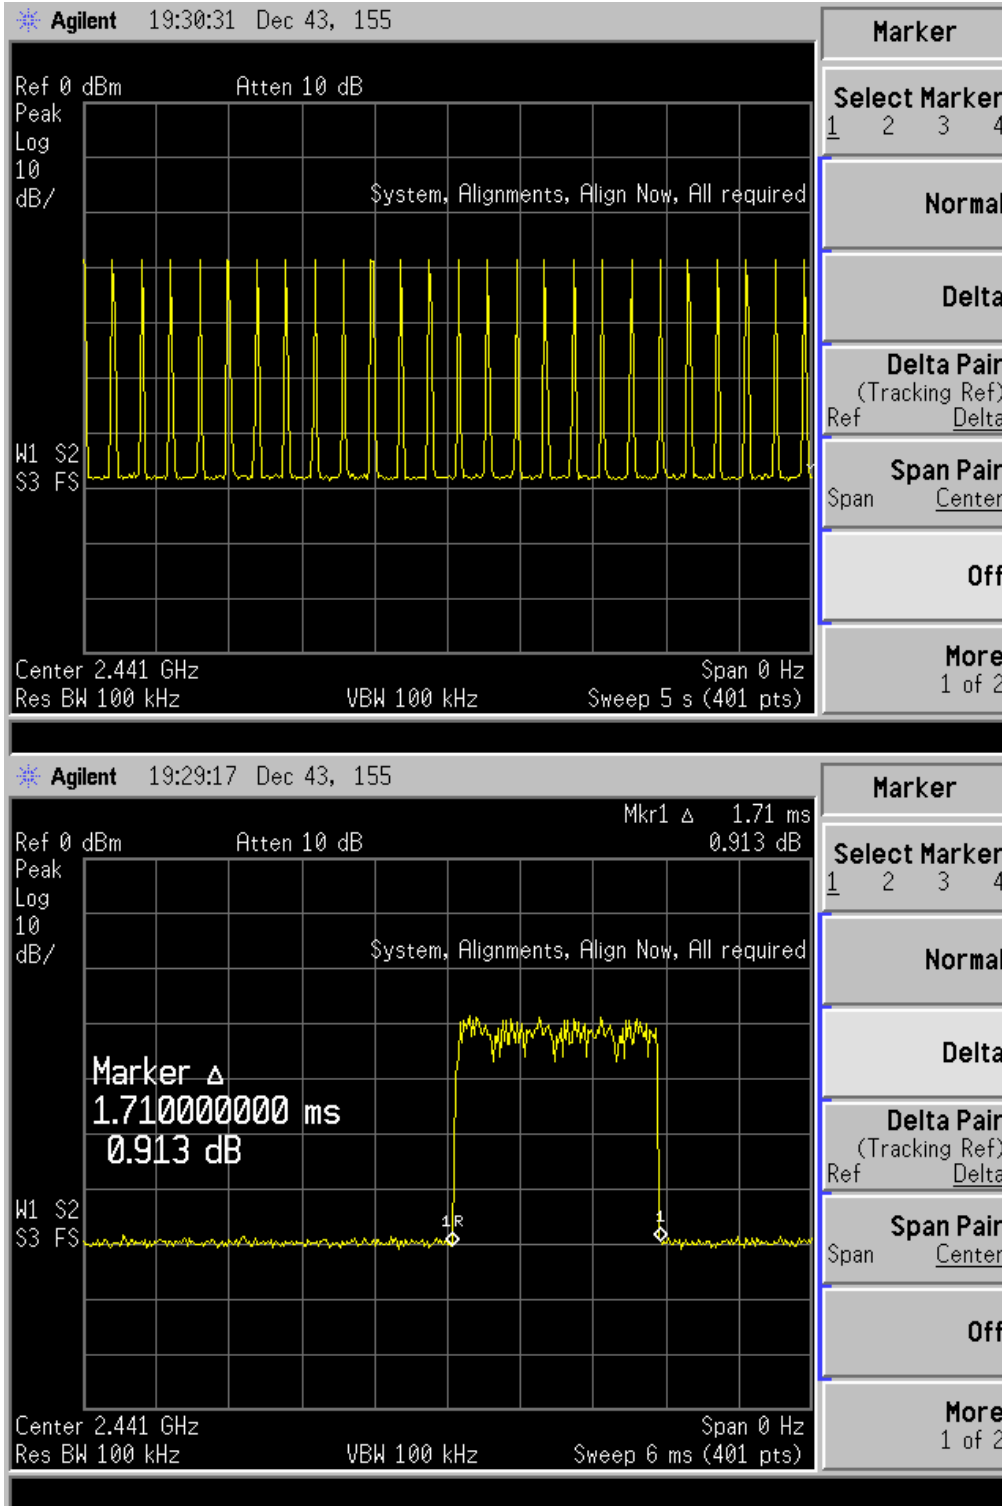 Agilent 19:30:31 Dec 43, 155
Marker
Ref 0 dBm Atten 10 dB
Peak
Log
10
dB/
System, Alignments, Align Now, All required
W1 S2
S3 FS
Center 2.441 GHz Span 0 Hz
Res BW 100 kHz VBW 100 kHz Sweep 5 s (401 pts)
Select Marker
1 2 3 4
Normal
Delta
Delta Pair
(Tracking Ref)
Ref Delta
Span Pair
Span Center
Off
More
1 of 2
Agilent 19:29:17 Dec 43, 155
Marker
Mkr1 Δ 1.71 ms
Ref 0 dBm Atten 10 dB 0.913 dB
Peak
Log
10
dB/
System, Alignments, Align Now, All required
Marker Δ
1.710000000 ms
0.913 dB
1R
1
W1 S2
S3 FS
Center 2.441 GHz Span 0 Hz
Res BW 100 kHz VBW 100 kHz Sweep 6 ms (401 pts)
Select Marker
1 2 3 4
Normal
Delta
Delta Pair
(Tracking Ref)
Ref Delta
Span Pair
Span Center
Off
More
1 of 2